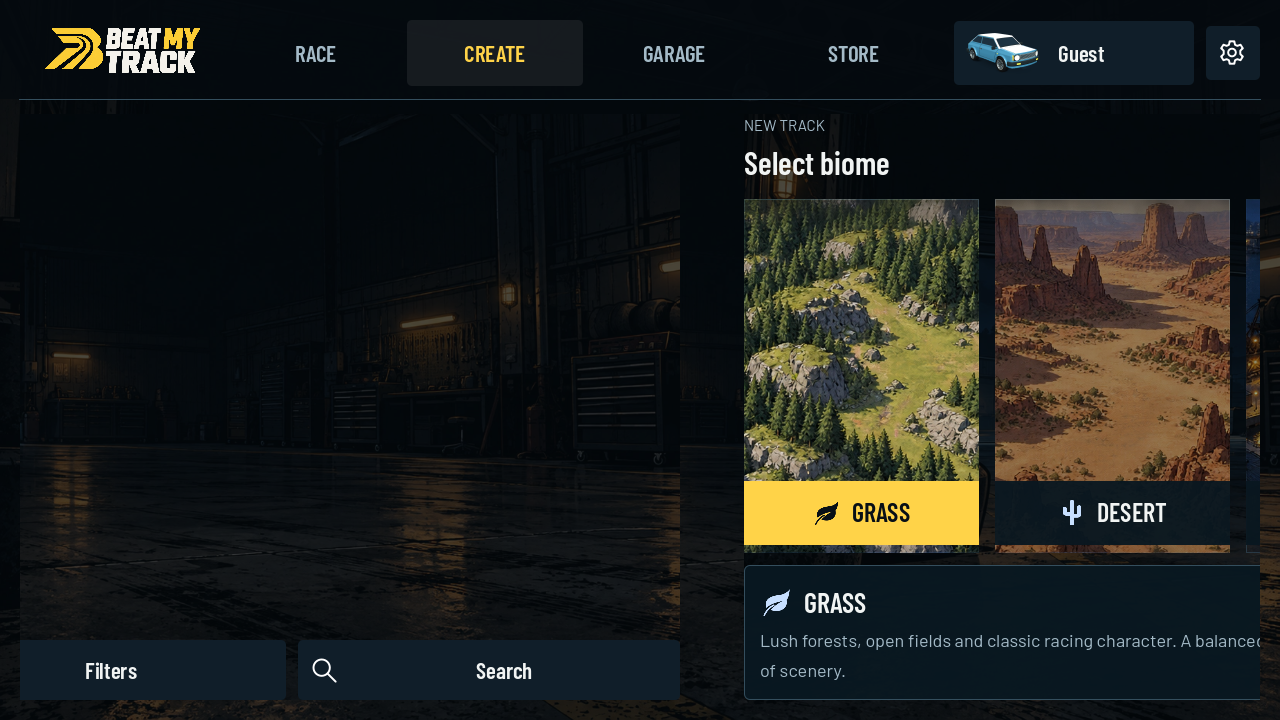 BEAT MY
TRACK
RACE
CREATE
GARAGE
STORE
Guest
NEW TRACK
Select biome
GRASS
DESERT
GRASS
Lush forests, open fields and classic racing character. A balanced
of scenery.
Filters
Search